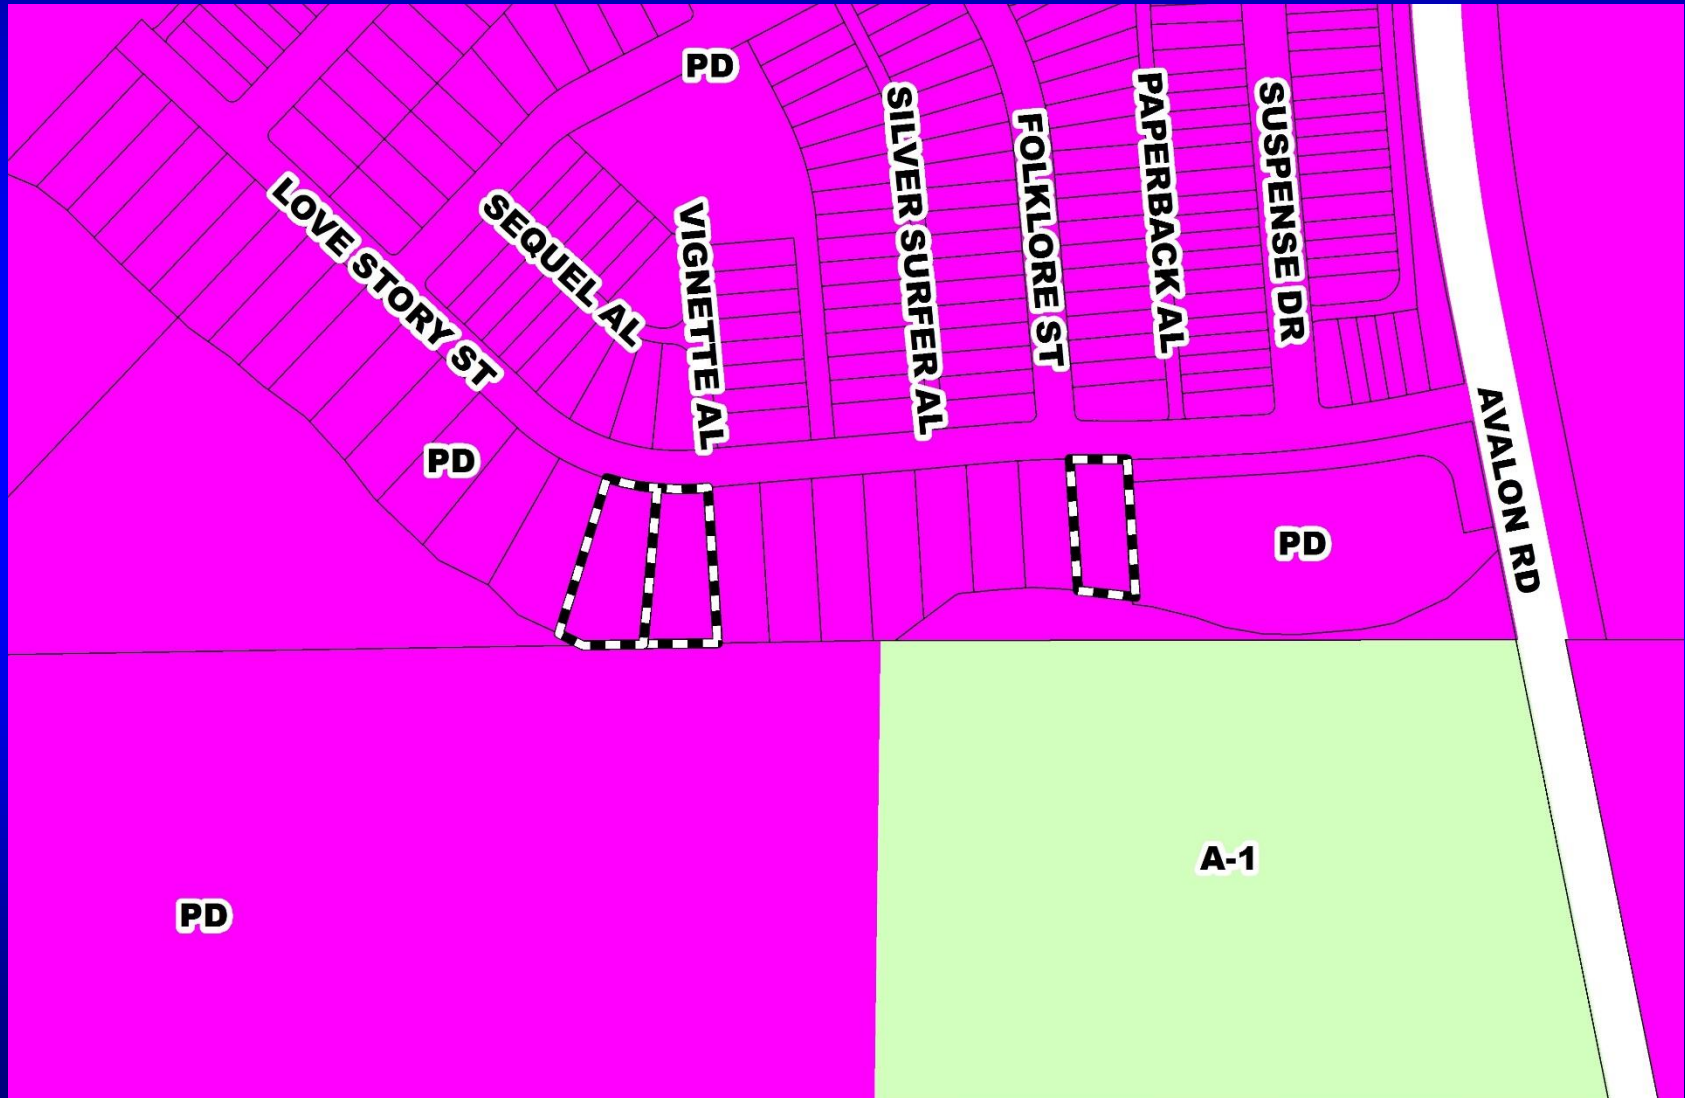 PD
SILVER SURFER AL
FOLKLORE ST
PAPERBACK AL
SUSPENSE DR
LOVE STORY ST
SEQUEL AL
VIGNETTE AL
AVALON RD
PD
PD
A-1
PD